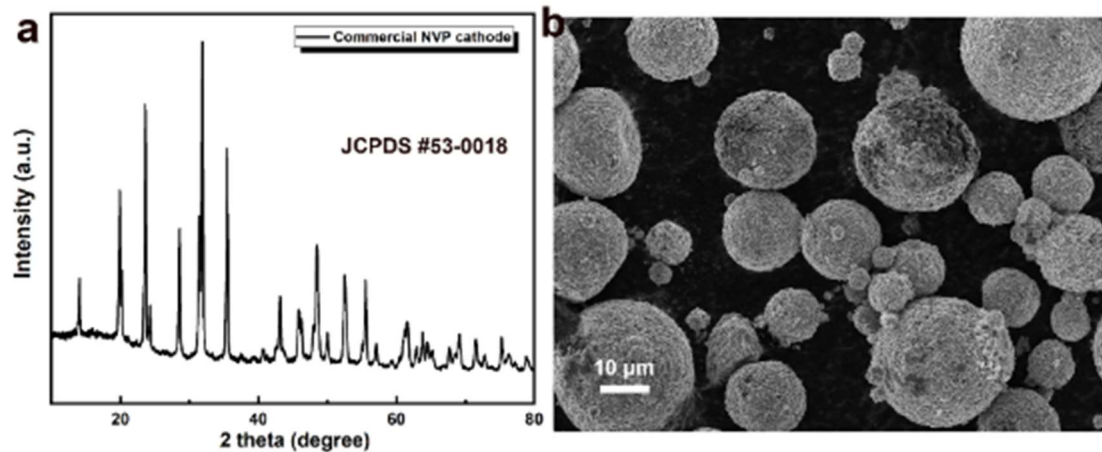 a
Commercial NVP cathode
JCPDS #53-0018
Intensity (a.u.)
20
40
60
80
2 theta (degree)
b
10 μm